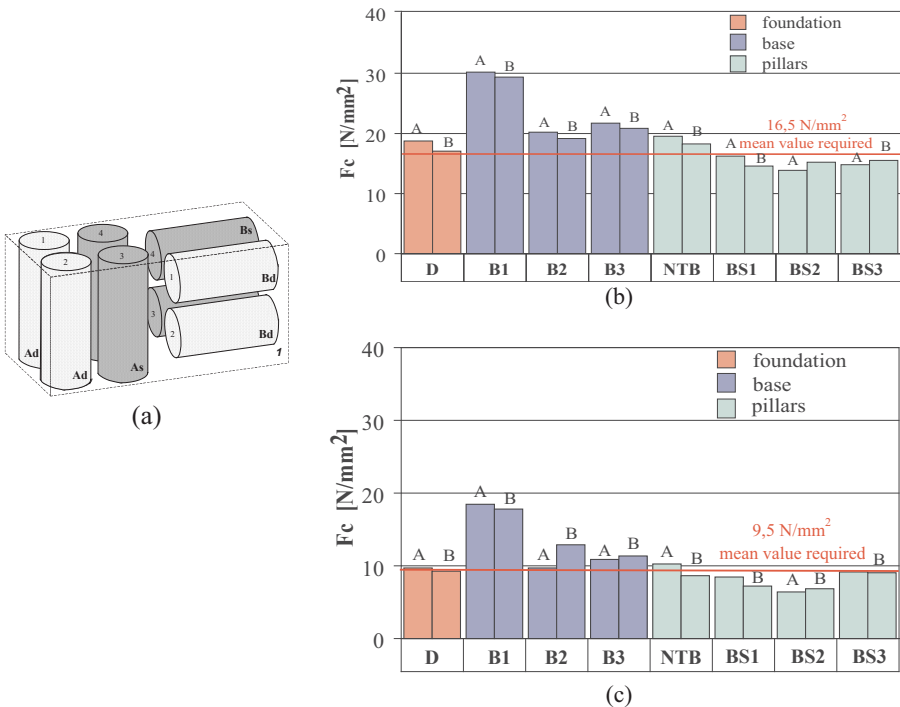 1
4
2
3
Bs
4
1
Bd
3
2
Bd
Ad
Ad
As
1
(a)
40
30
20
10
0
Fc [N/mm²]
foundation
base
pillars
16,5 N/mm²
mean value required
A B A B A B A B A B A B A A B
D B1 B2 B3 NTB BS1 BS2 BS3
(b)
40
30
20
10
0
Fc [N/mm²]
foundation
base
pillars
9,5 N/mm²
mean value required
A B A B A B A B A B B A B B
D B1 B2 B3 NTB BS1 BS2 BS3
(c)